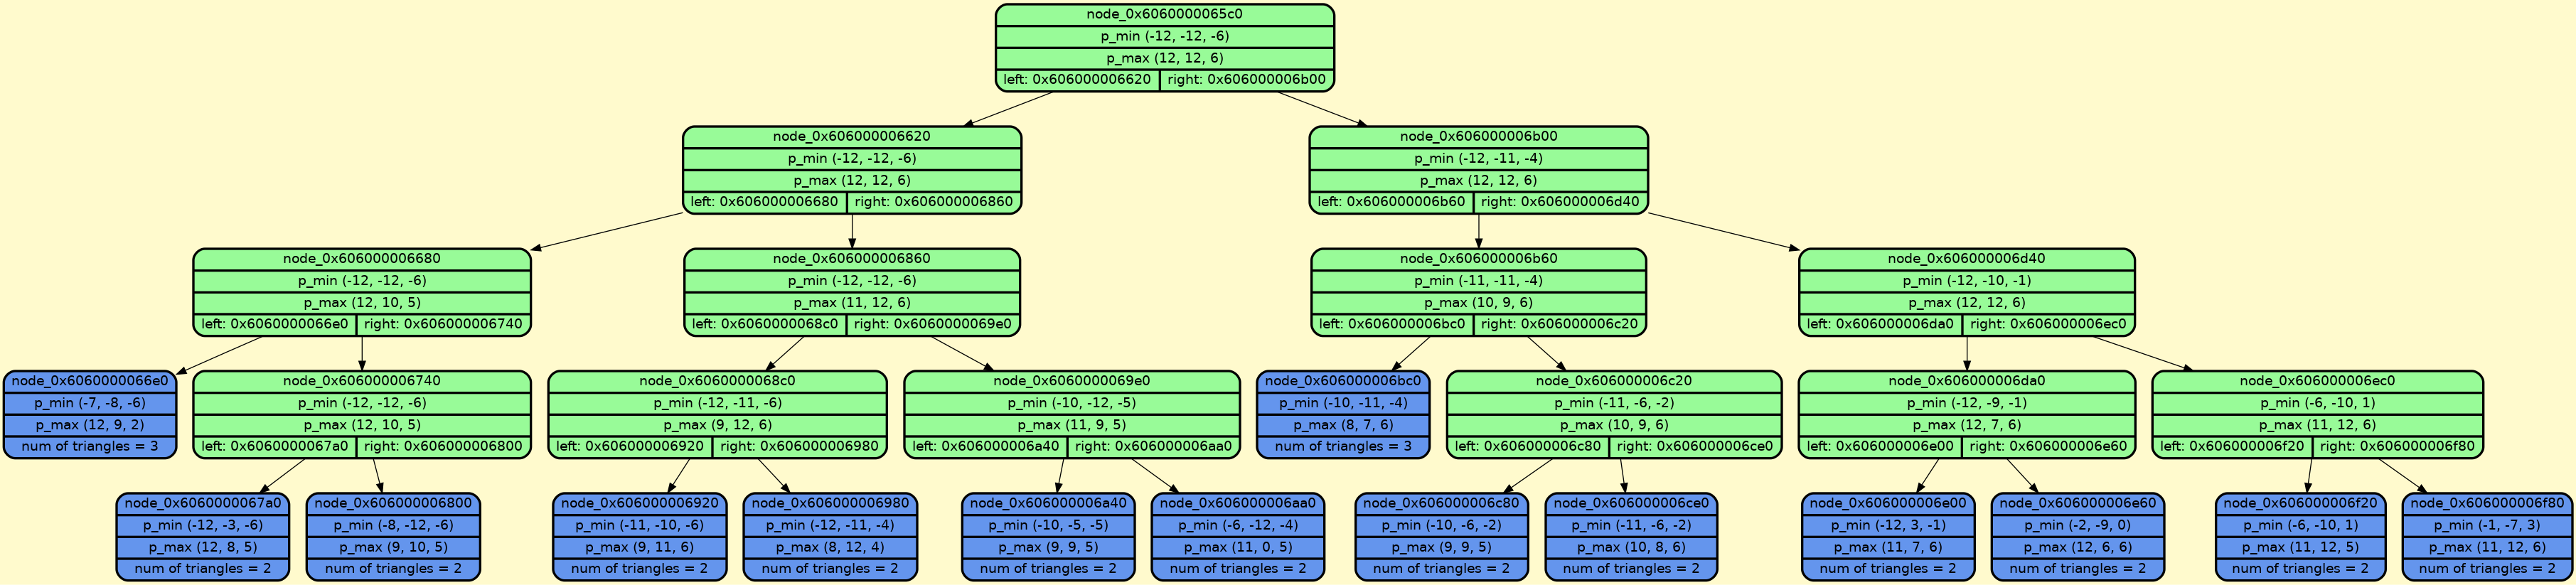 node_0x6060000065c0
p_min (-12, -12, -6)
p_max (12, 12, 6)
left: 0x606000006620
right: 0x606000006b00
node_0x606000006620
p_min (-12, -12, -6)
p_max (12, 12, 6)
left: 0x606000006680
right: 0x606000006860
node_0x606000006b00
p_min (-12, -11, -4)
p_max (12, 12, 6)
left: 0x606000006b60
right: 0x606000006d40
node_0x606000006680
p_min (-12, -12, -6)
p_max (12, 10, 5)
left: 0x6060000066e0
right: 0x606000006740
node_0x606000006860
p_min (-12, -12, -6)
p_max (11, 12, 6)
left: 0x6060000068c0
right: 0x6060000069e0
node_0x606000006b60
p_min (-11, -11, -4)
p_max (10, 9, 6)
left: 0x606000006bc0
right: 0x606000006c20
node_0x606000006d40
p_min (-12, -10, -1)
p_max (12, 12, 6)
left: 0x606000006da0
right: 0x606000006ec0
node_0x6060000066e0
p_min (-7, -8, -6)
p_max (12, 9, 2)
num of triangles = 3
node_0x606000006740
p_min (-12, -12, -6)
p_max (12, 10, 5)
left: 0x6060000067a0
right: 0x606000006800
node_0x6060000068c0
p_min (-12, -11, -6)
p_max (9, 12, 6)
left: 0x606000006920
right: 0x606000006980
node_0x6060000069e0
p_min (-10, -12, -5)
p_max (11, 9, 5)
left: 0x606000006a40
right: 0x606000006aa0
node_0x606000006bc0
p_min (-10, -11, -4)
p_max (8, 7, 6)
num of triangles = 3
node_0x606000006c20
p_min (-11, -6, -2)
p_max (10, 9, 6)
left: 0x606000006c80
right: 0x606000006ce0
node_0x606000006da0
p_min (-12, -9, -1)
p_max (12, 7, 6)
left: 0x606000006e00
right: 0x606000006e60
node_0x606000006ec0
p_min (-6, -10, 1)
p_max (11, 12, 6)
left: 0x606000006f20
right: 0x606000006f80
node_0x6060000067a0
p_min (-12, -3, -6)
p_max (12, 8, 5)
num of triangles = 2
node_0x606000006800
p_min (-8, -12, -6)
p_max (9, 10, 5)
num of triangles = 2
node_0x606000006920
p_min (-11, -10, -6)
p_max (9, 11, 6)
num of triangles = 2
node_0x606000006980
p_min (-12, -11, -4)
p_max (8, 12, 4)
num of triangles = 2
node_0x606000006a40
p_min (-10, -5, -5)
p_max (9, 9, 5)
num of triangles = 2
node_0x606000006aa0
p_min (-6, -12, -4)
p_max (11, 0, 5)
num of triangles = 2
node_0x606000006c80
p_min (-10, -6, -2)
p_max (9, 9, 5)
num of triangles = 2
node_0x606000006ce0
p_min (-11, -6, -2)
p_max (10, 8, 6)
num of triangles = 2
node_0x606000006e00
p_min (-12, 3, -1)
p_max (11, 7, 6)
num of triangles = 2
node_0x606000006e60
p_min (-2, -9, 0)
p_max (12, 6, 6)
num of triangles = 2
node_0x606000006f20
p_min (-6, -10, 1)
p_max (11, 12, 5)
num of triangles = 2
node_0x606000006f80
p_min (-1, -7, 3)
p_max (11, 12, 6)
num of triangles = 2